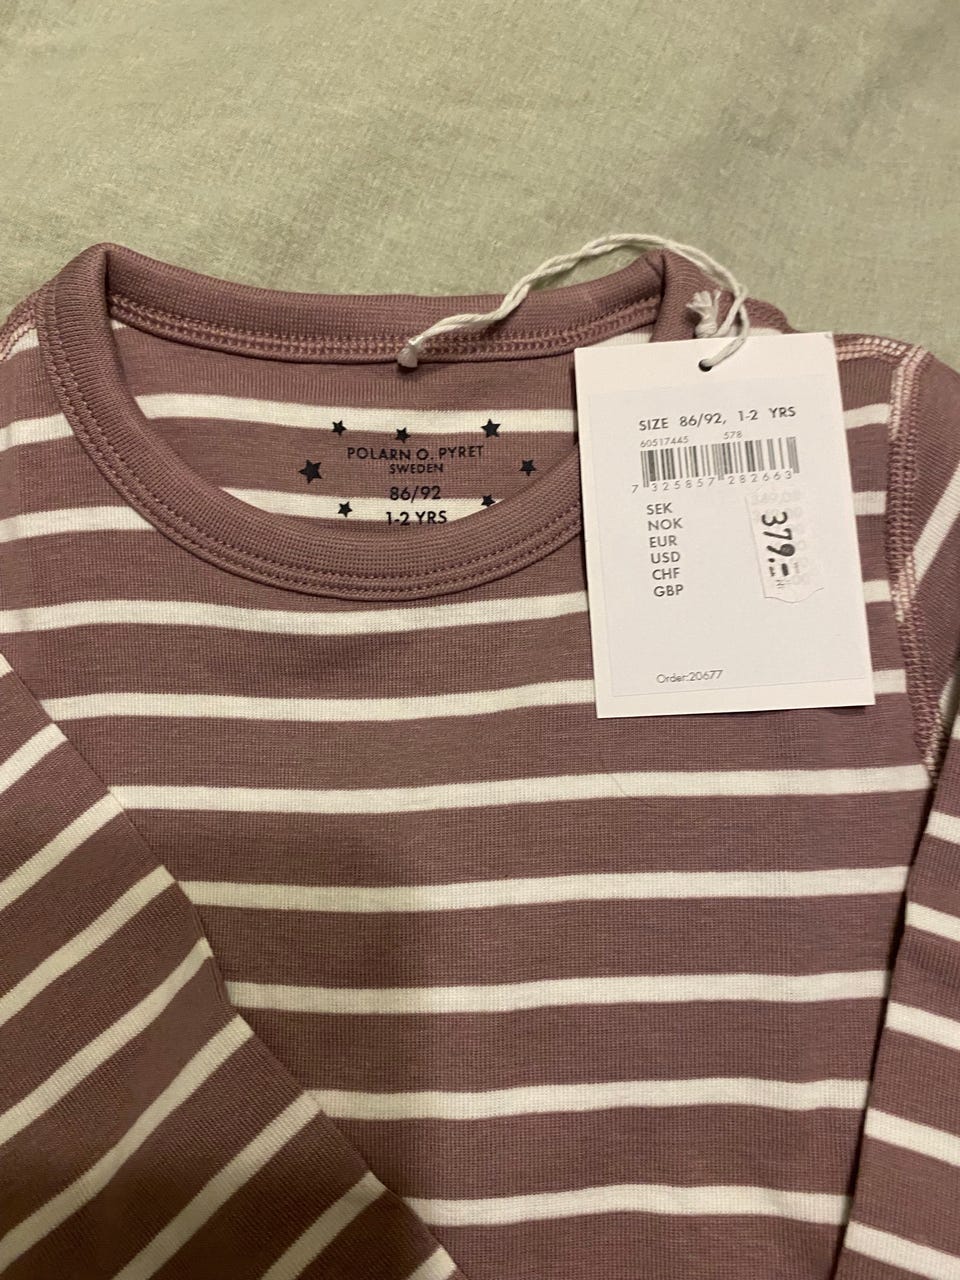 POLARN O. PYRET
SWEDEN
86/92
1-2 YRS
SIZE 86/92, 1-2 YRS
60517445 578
7 325857 282663
SEK
NOK
EUR
USD
CHF
GBP
379.-
Order:20677